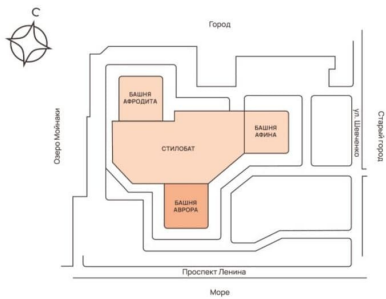 С
Город
БАШНЯ
АФРОДИТА
БАШНЯ
АФИНА
СТИЛОБАТ
БАШНЯ
АВРОРА
Озеро Мойнаки
ул. Шевченко
Старый город
Проспект Ленина
Море